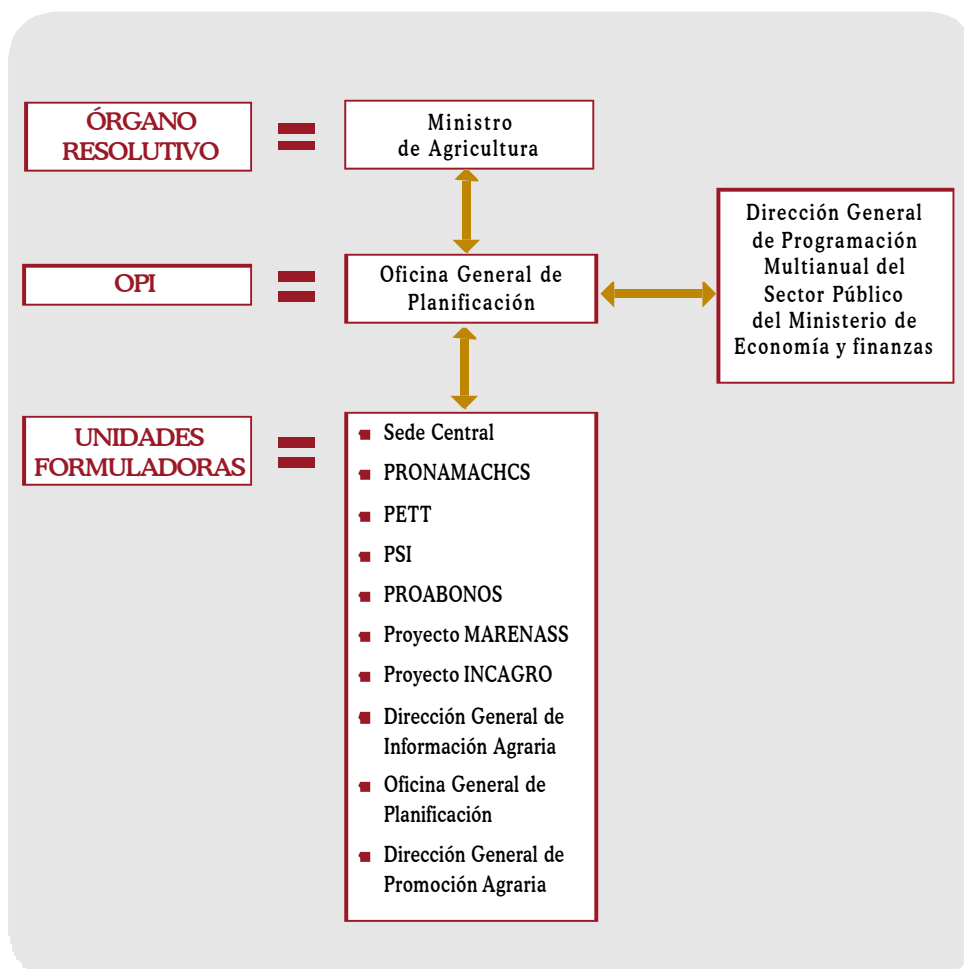 ÓRGANO
RESOLUTIVO
=
Ministro
de Agricultura
OPI
=
Oficina General de
Planificación
Dirección General
de Programación
Multianual del
Sector Público
del Ministerio de
Economía y finanzas
UNIDADES
FORMULADORAS
=
Sede Central
PRONAMACHCS
PETT
PSI
PROABONOS
Proyecto MARENASS
Proyecto INCAGRO
Dirección General de
Información Agraria
Oficina General de
Planificación
Dirección General de
Promoción Agraria